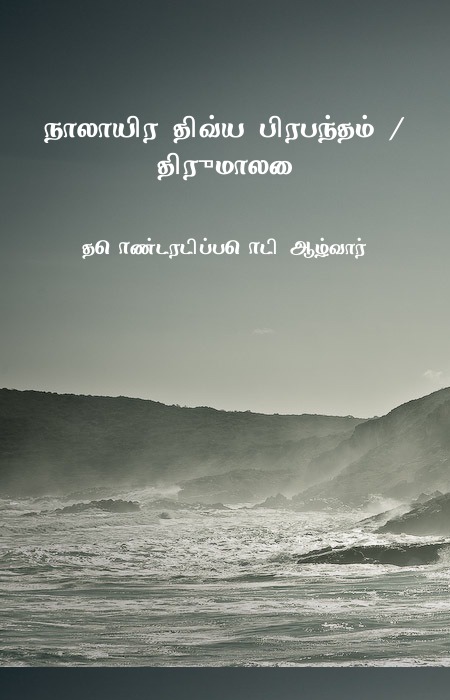 நாலாயிர திவ்ய பிரபந்தம் /
திருமாலை
தொண்டரடிப்பொடி ஆழ்வார்